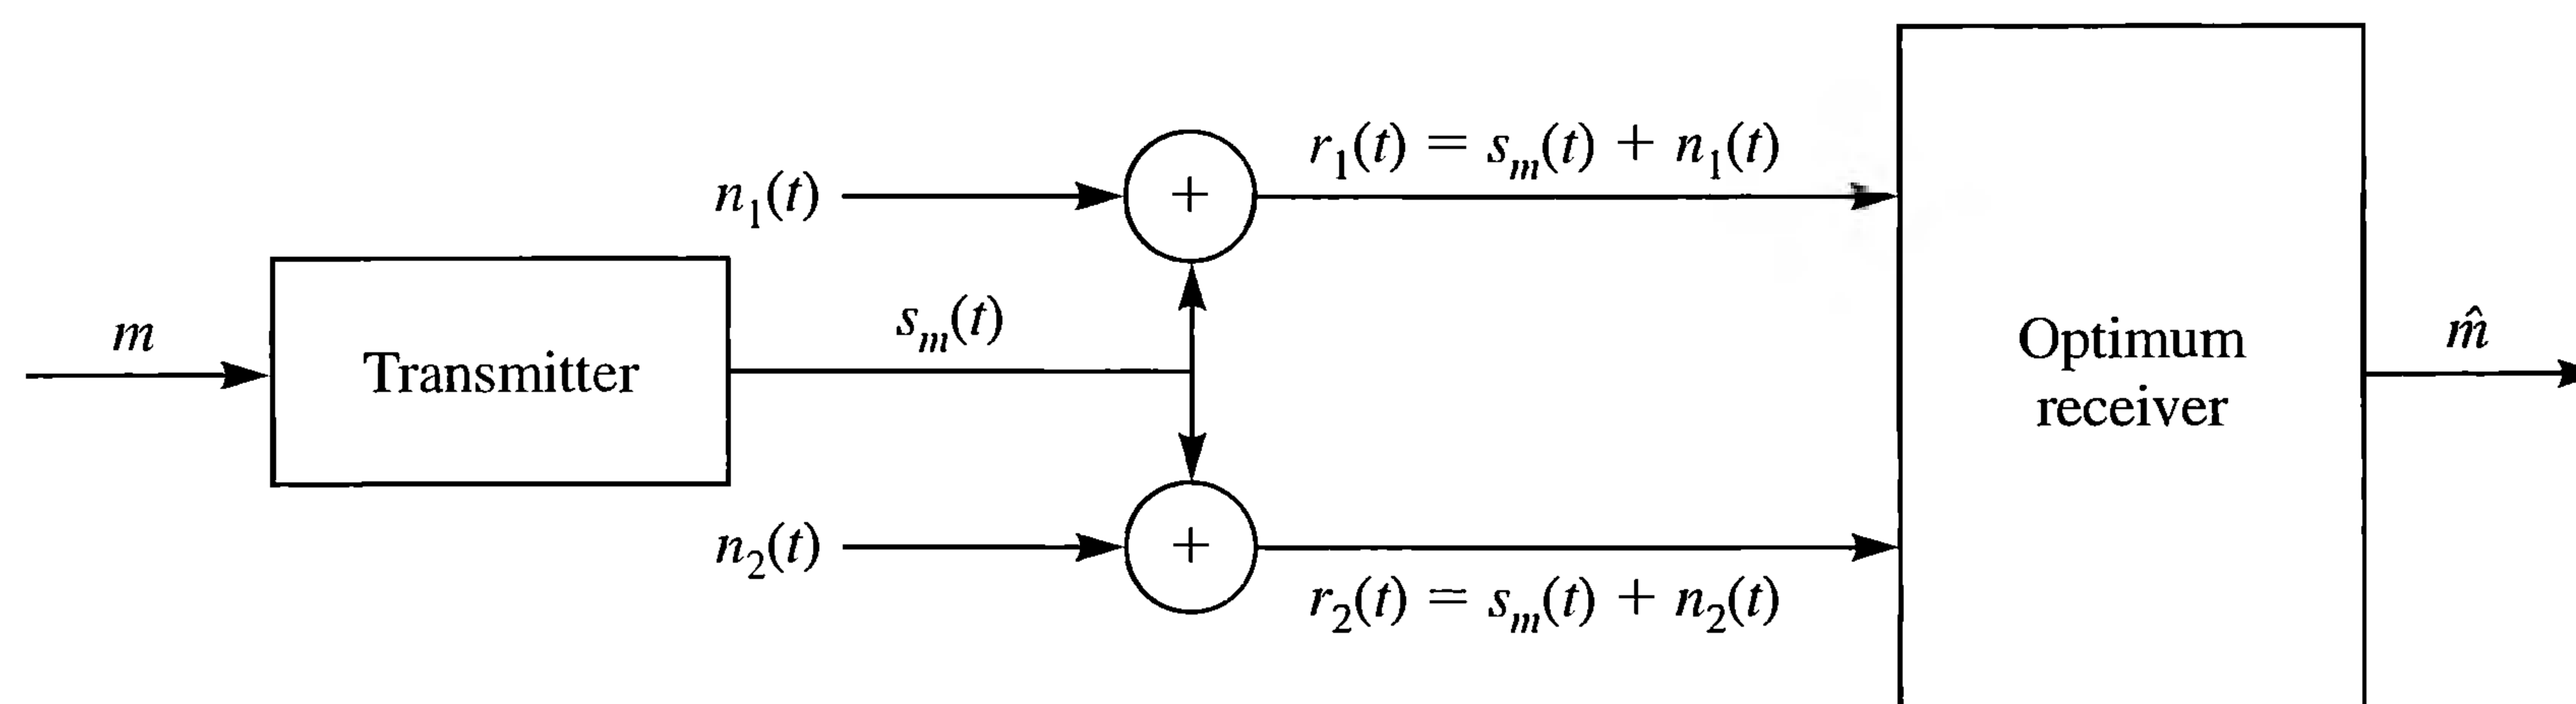 r₁(t) = sₘ(t) + n₁(t)
n₁(t)
+
m
Transmitter
sₘ(t)
Optimum
receiver
m̂
n₂(t)
+
r₂(t) = sₘ(t) + n₂(t)